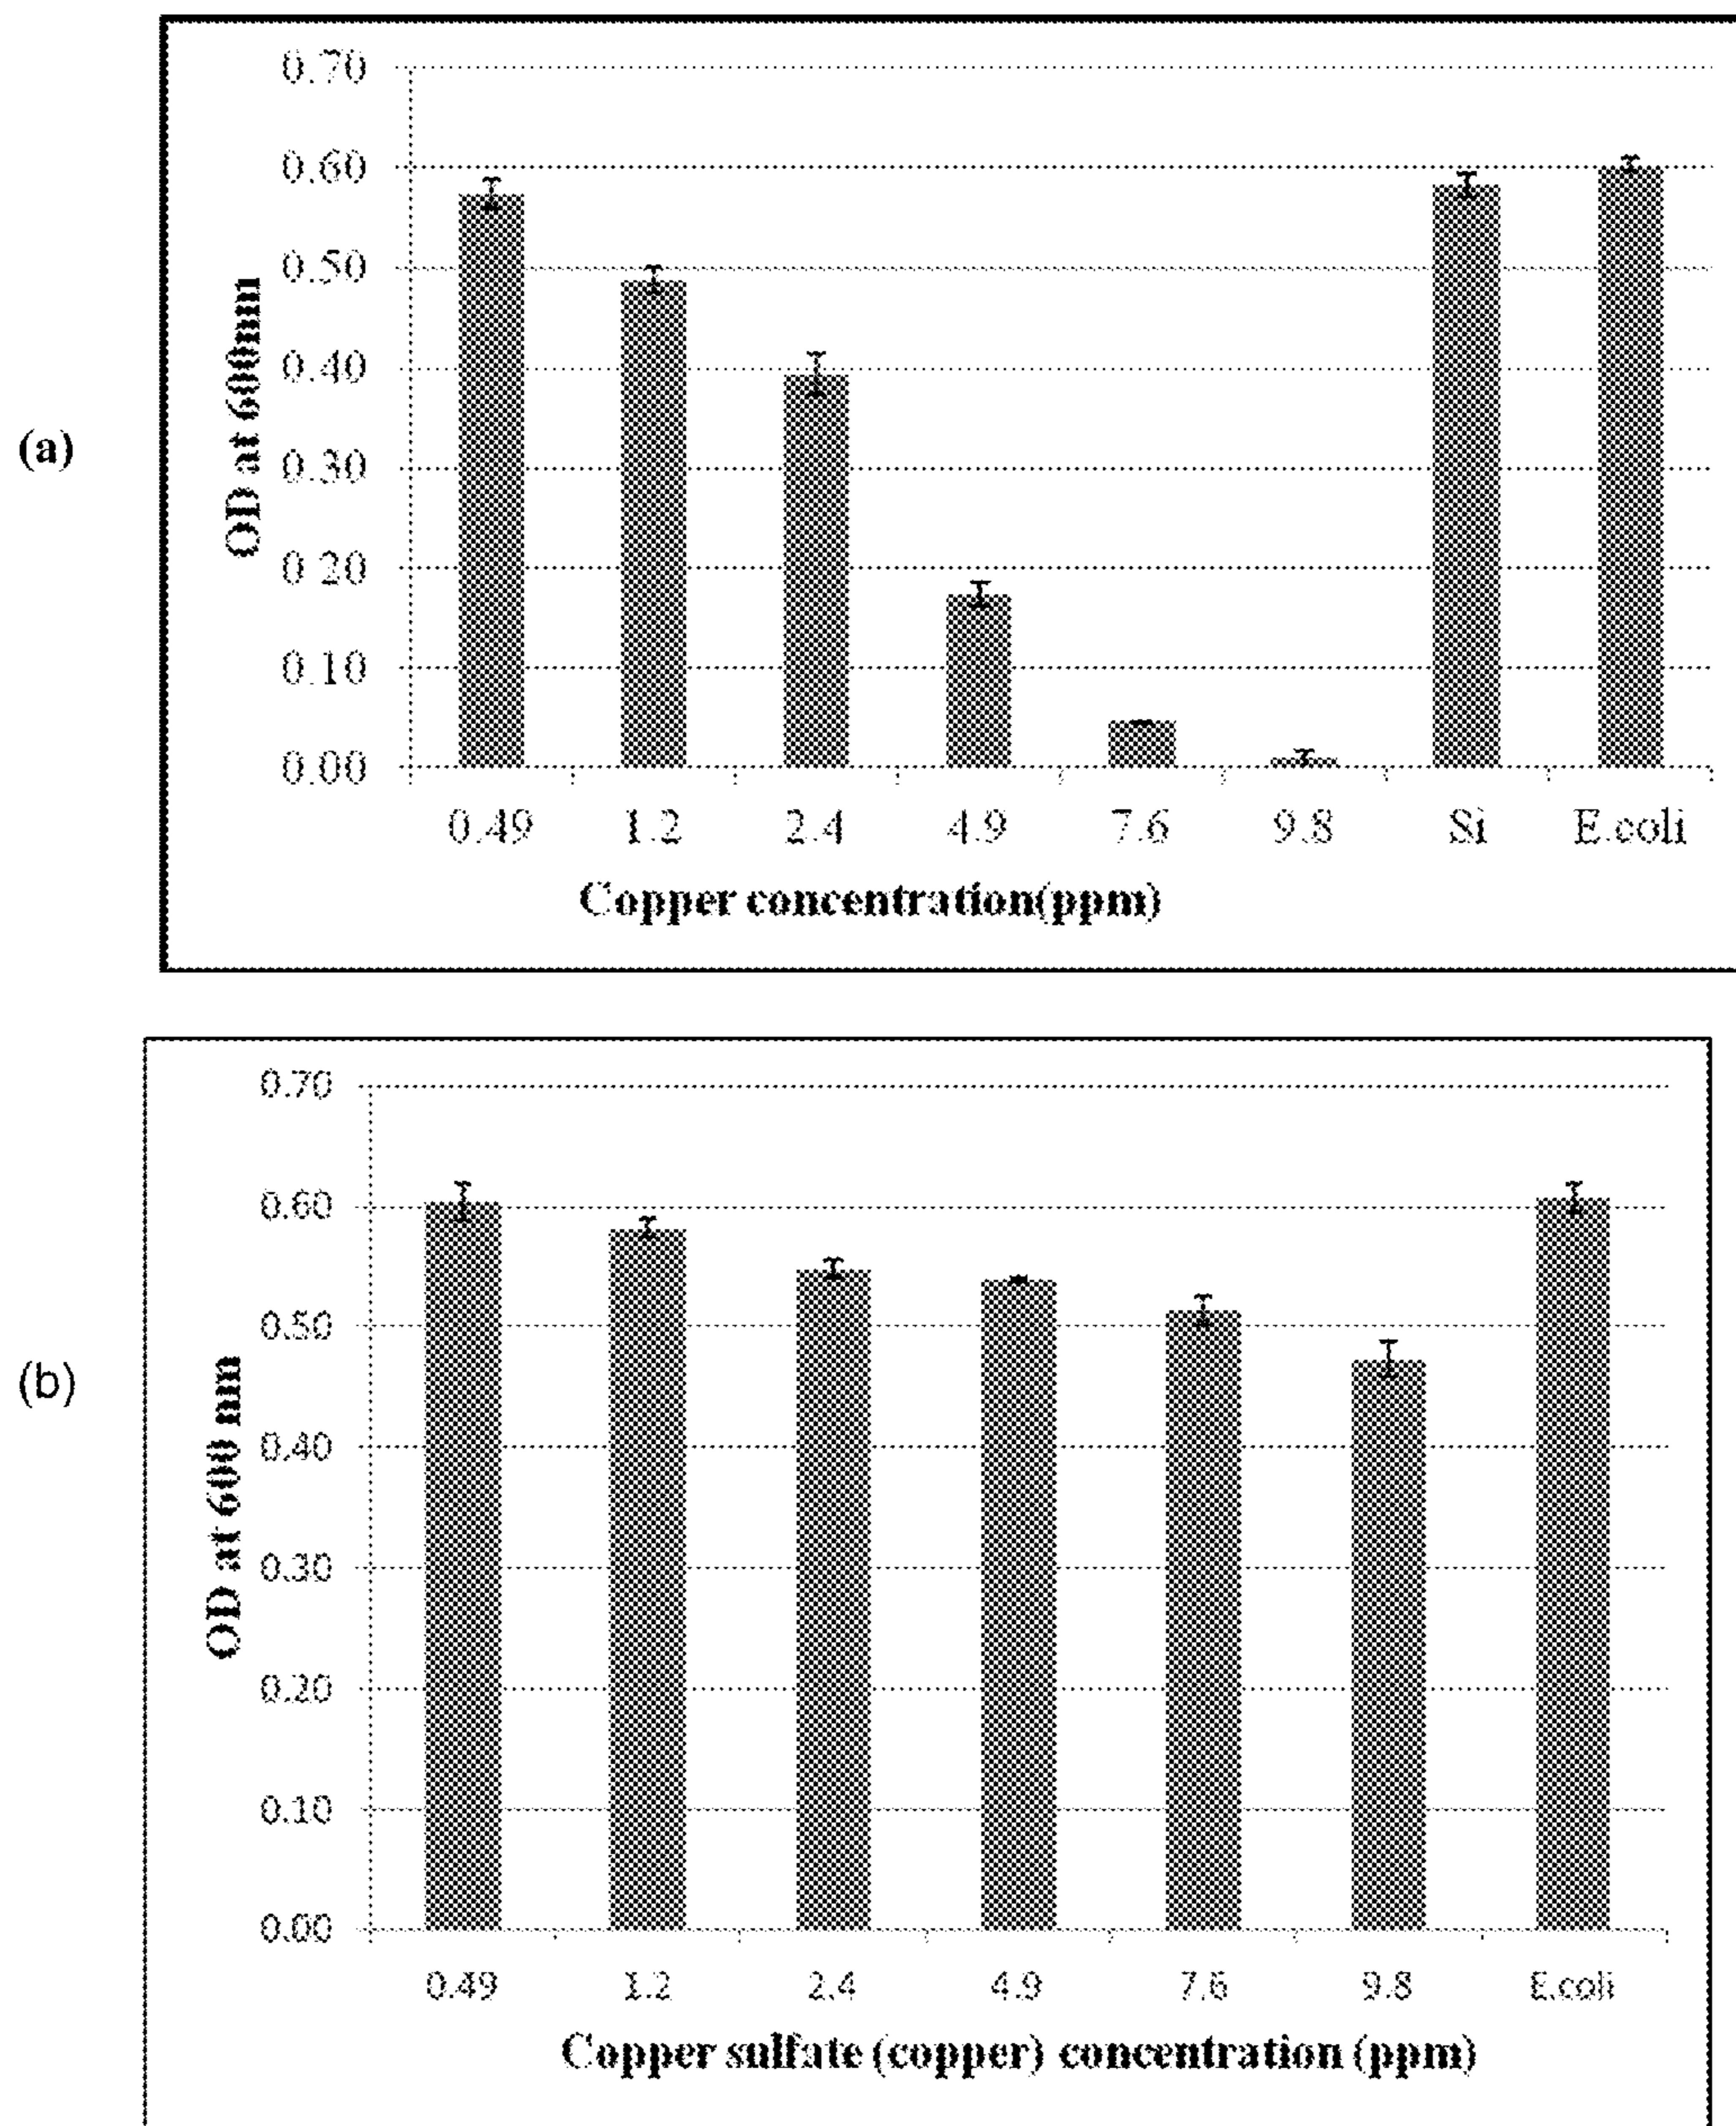 (a)
OD at 600nm
0.70
0.60
0.50
0.40
0.30
0.20
0.10
0.00
0.49 1.2 2.4 4.9 7.6 9.8 Si E.coli
Copper concentration(ppm)
(b)
OD at 600 nm
0.70
0.60
0.50
0.40
0.30
0.20
0.10
0.00
0.49 1.2 2.4 4.9 7.6 9.8 E.coli
Copper sulfate (copper) concentration (ppm)